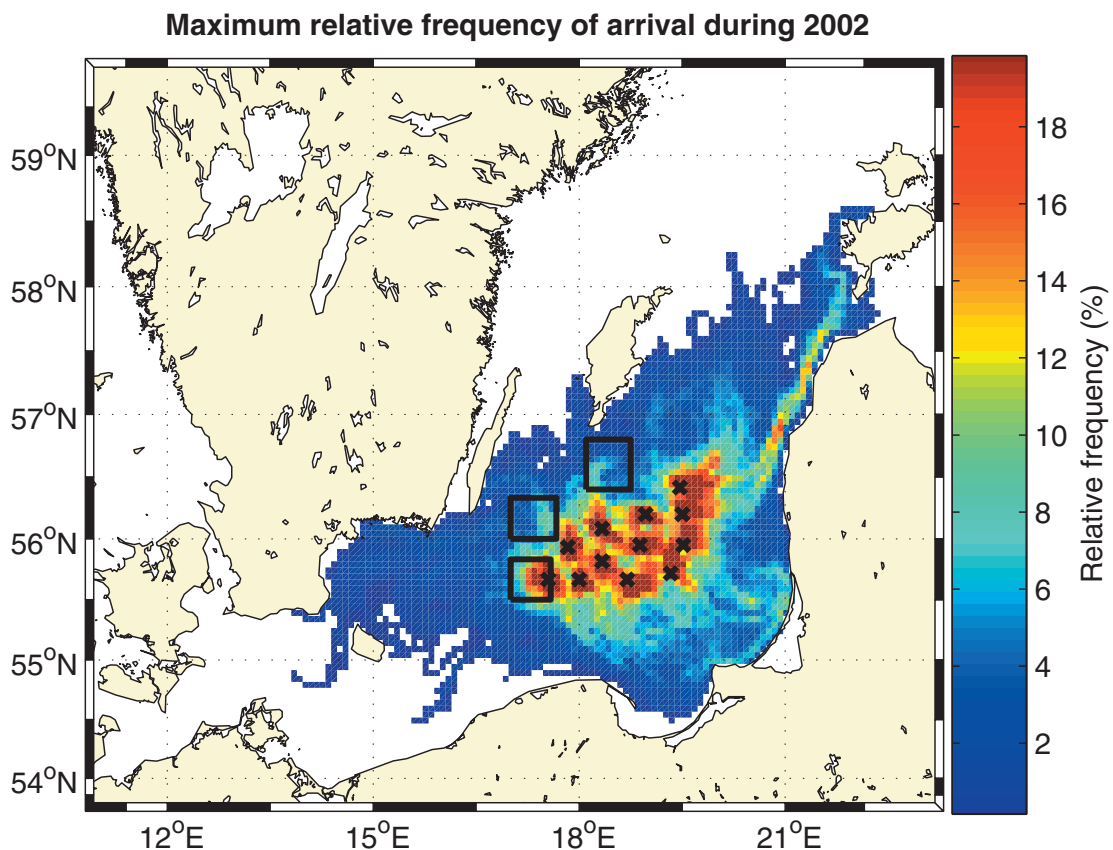 Maximum relative frequency of arrival during 2002
59°N
58°N
57°N
56°N
55°N
54°N
12°E
15°E
18°E
21°E
18
16
14
12
10
8
6
4
2
Relative frequency (%)